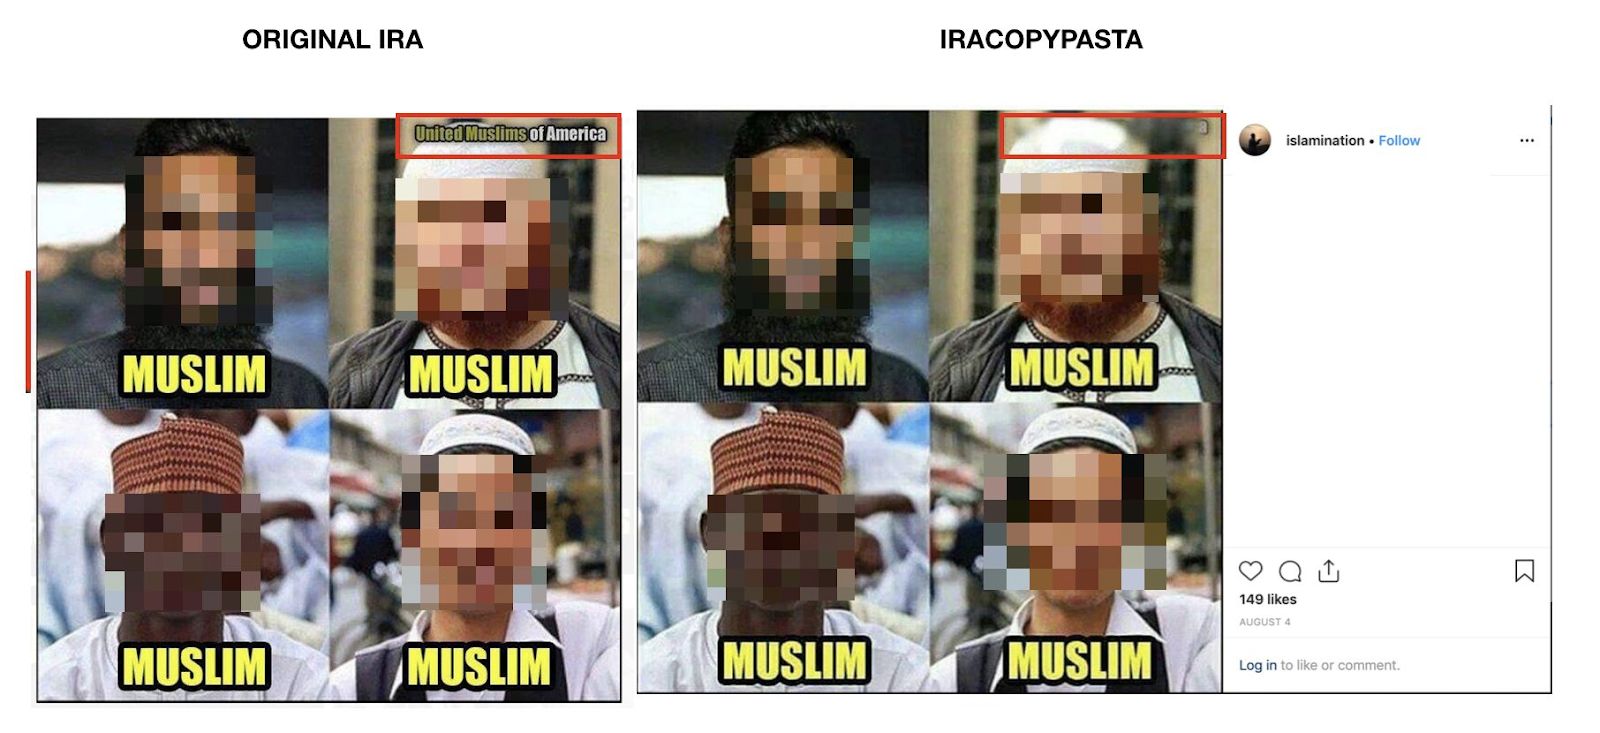 ORIGINAL IRA
IRACOPYPASTA
United Muslims of America
MUSLIM
MUSLIM
MUSLIM
MUSLIM
MUSLIM
MUSLIM
MUSLIM
MUSLIM
islamination • Follow
149 likes
AUGUST 4
Log in to like or comment.